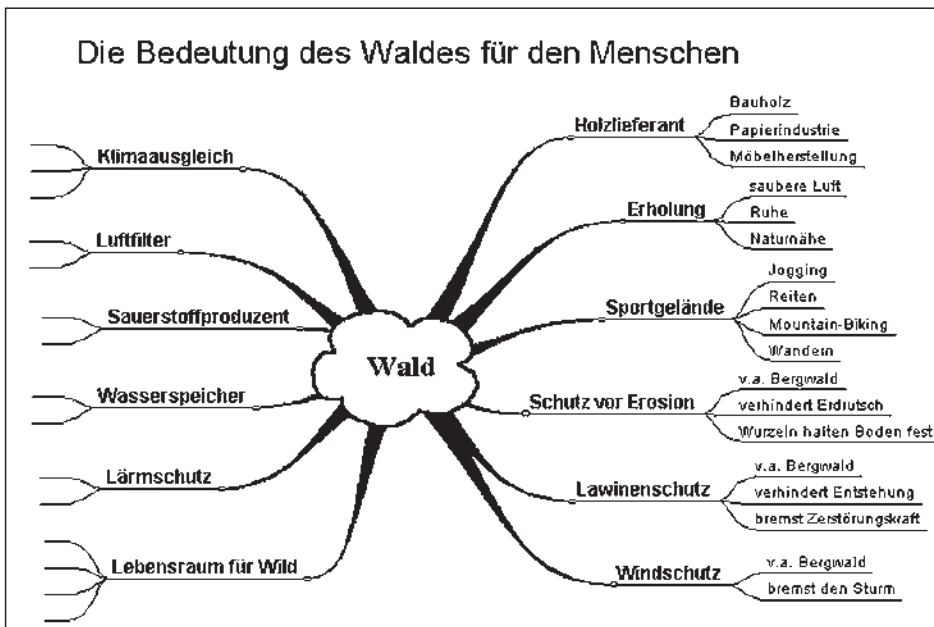 Die Bedeutung des Waldes für den Menschen
Klimaausgleich
Luftfilter
Sauerstoffproduzent
Wasserspeicher
Lärmschutz
Lebensraum für Wild
Wald
Holzlieferant
Bauholz
Papierindustrie
Möbelherstellung
Erholung
saubere Luft
Ruhe
Naturnähe
Sportgelände
Jogging
Reiten
Mountain-Biking
Wandern
Schutz vor Erosion
v.a. Bergwald
verhindert Erdrutsch
Wurzeln halten Boden fest
Lawinenschutz
v.a. Bergwald
verhindert Entstehung
bremst Zerstörungskraft
Windschutz
v.a. Bergwald
bremst den Sturm